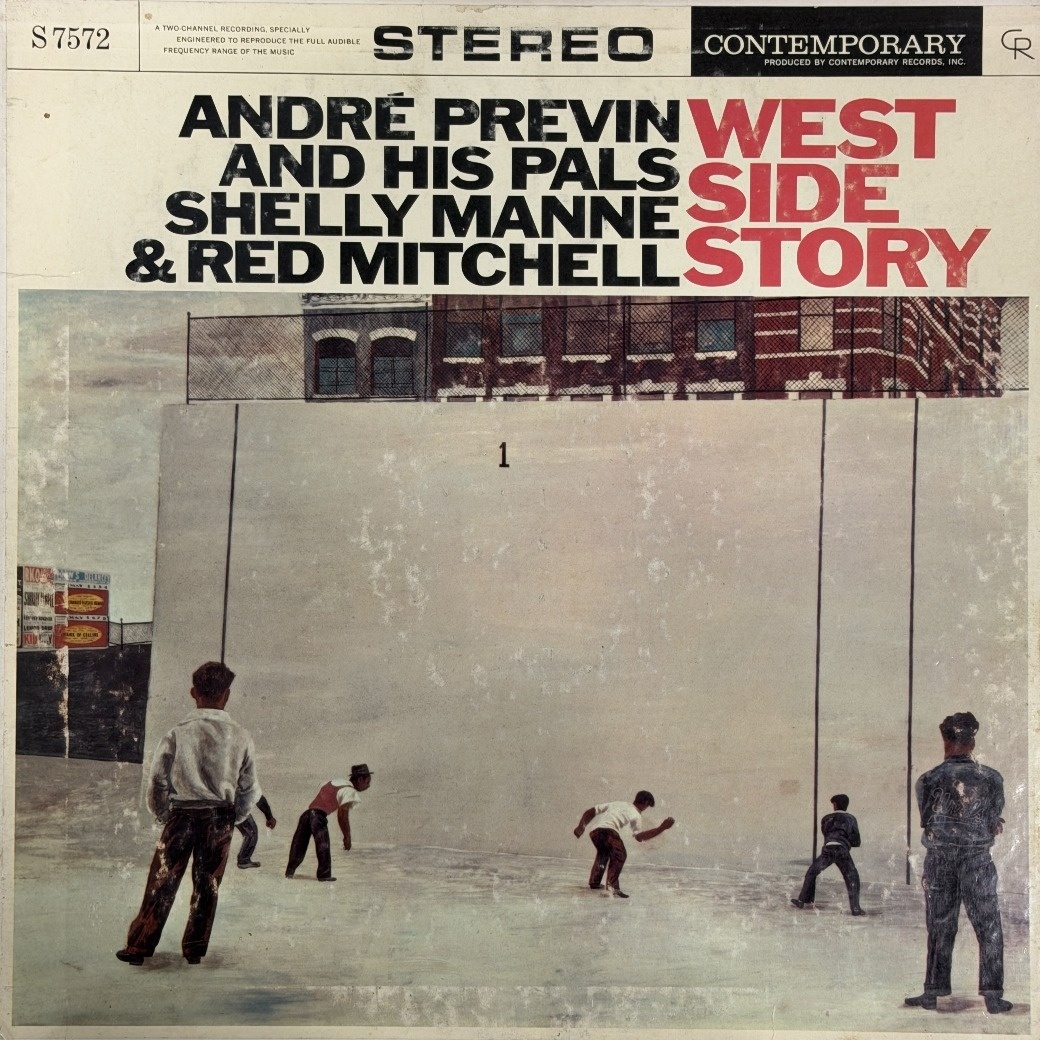 S 7572
A TWO-CHANNEL RECORDING, SPECIALLY
ENGINEERED TO REPRODUCE THE FULL AUDIBLE
FREQUENCY RANGE OF THE MUSIC
STEREO
CONTEMPORARY
PRODUCED BY CONTEMPORARY RECORDS, INC.
CR
ANDRÉ PREVIN
AND HIS PALS
SHELLY MANNE
& RED MITCHELL
WEST
SIDE
STORY
1
RKO